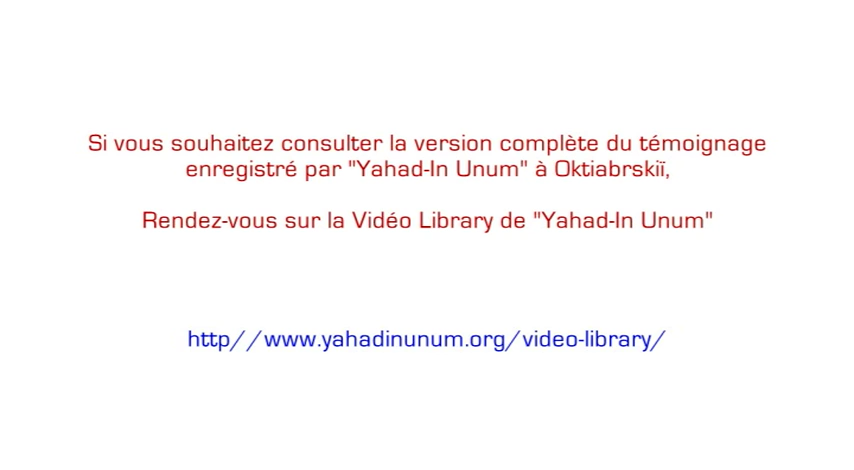 Si vous souhaitez consulter la version complète du témoignage
enregistré par "Yahad-In Unum" à Oktiabrskiï,
Rendez-vous sur la Vidéo Library de "Yahad-In Unum"
http//www.yahadinunum.org/video-library/